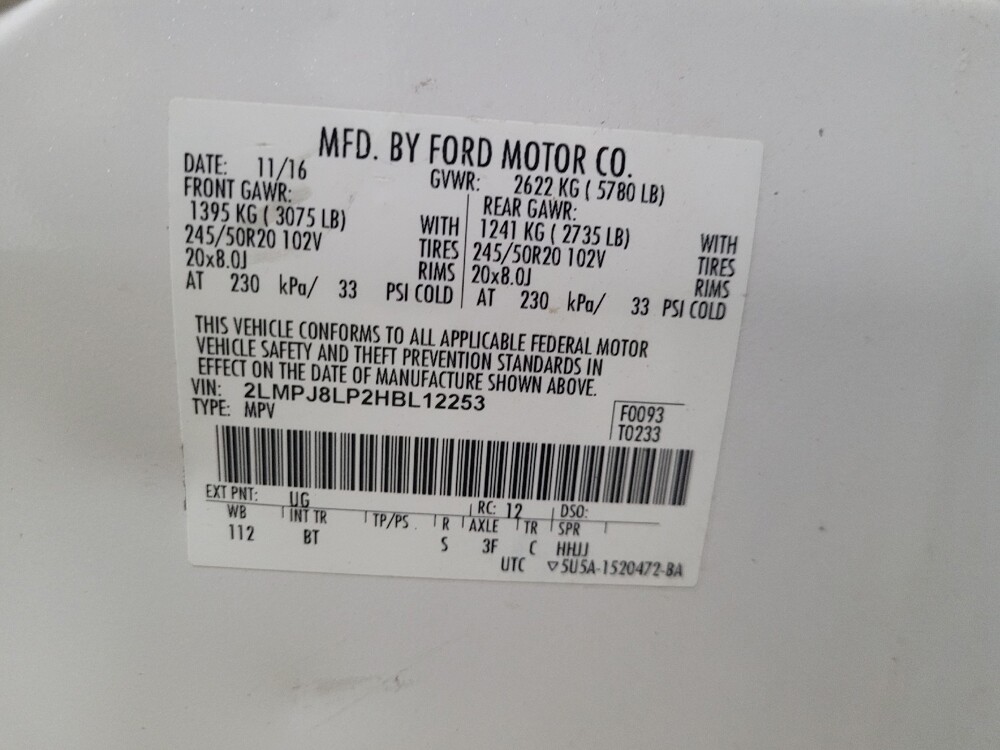 MFD. BY FORD MOTOR CO.
DATE: 11/16 GVWR: 2622 KG ( 5780 LB)
FRONT GAWR: REAR GAWR:
1395 KG ( 3075 LB) WITH 1241 KG ( 2735 LB) WITH
245/50R20 102V TIRES 245/50R20 102V TIRES
20x8.0J RIMS 20x8.0J RIMS
AT 230 kPa/ 33 PSI COLD AT 230 kPa/ 33 PSI COLD
THIS VEHICLE CONFORMS TO ALL APPLICABLE FEDERAL MOTOR
VEHICLE SAFETY AND THEFT PREVENTION STANDARDS IN
EFFECT ON THE DATE OF MANUFACTURE SHOWN ABOVE.
VIN: 2LMPJ8LP2HBL12253
TYPE: MPV
F0093
T0233
EXT PNT: UG RC: 12 DSO:
WB INT TR TP/PS R AXLE TR SPR
112 BT S 3F C HHJJ
UTC ▽5U5A-1520472-BA